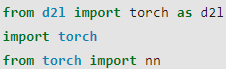 from d2l import torch as d2l
import torch
from torch import nn